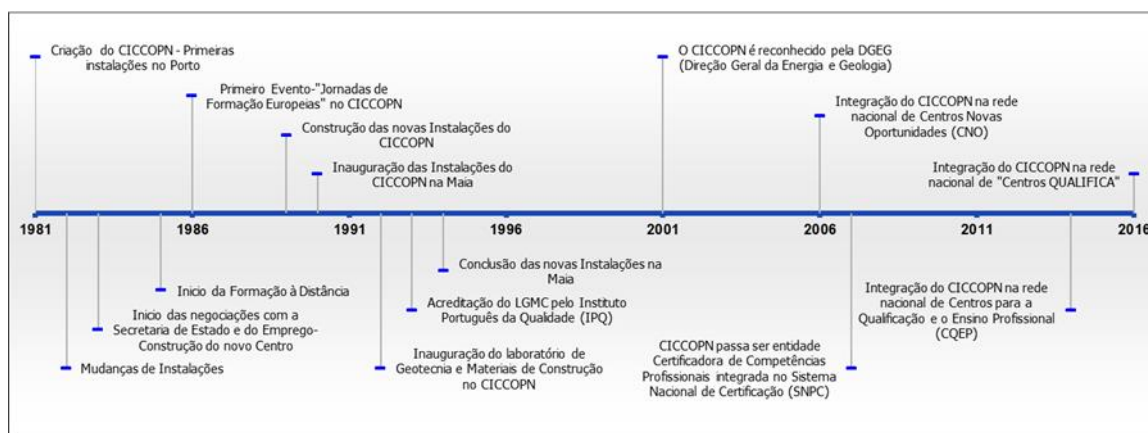 Criação do CICCOPN - Primeiras
instalações no Porto
Primeiro Evento-"Jornadas de
Formação Europeias" no CICCOPN
Construção das novas Instalações do
CICCOPN
Inauguração das Instalações do
CICCOPN na Maia
O CICCOPN é reconhecido pela DGEG
(Direção Geral da Energia e Geologia)
Integração do CICCOPN na rede
nacional de Centros Novas
Oportunidades (CNO)
Integração do CICCOPN na rede
nacional de "Centros QUALIFICA"
1981 1986 1991 1996 2001 2006 2011 2016
Inicio da Formação à Distância
Inicio das negociações com a
Secretaria de Estado e do Emprego-
Construção do novo Centro
Mudanças de Instalações
Conclusão das novas Instalações na
Maia
Acreditação do LGMC pelo Instituto
Português da Qualidade (IPQ)
Inauguração do laboratório de
Geotecnia e Materiais de Construção
no CICCOPN
CICCOPN passa ser entidade
Certificadora de Competências
Profissionais integrada no Sistema
Nacional de Certificação (SNPC)
Integração do CICCOPN na rede
nacional de Centros para a
Qualificação e o Ensino Profissional
(CQEP)